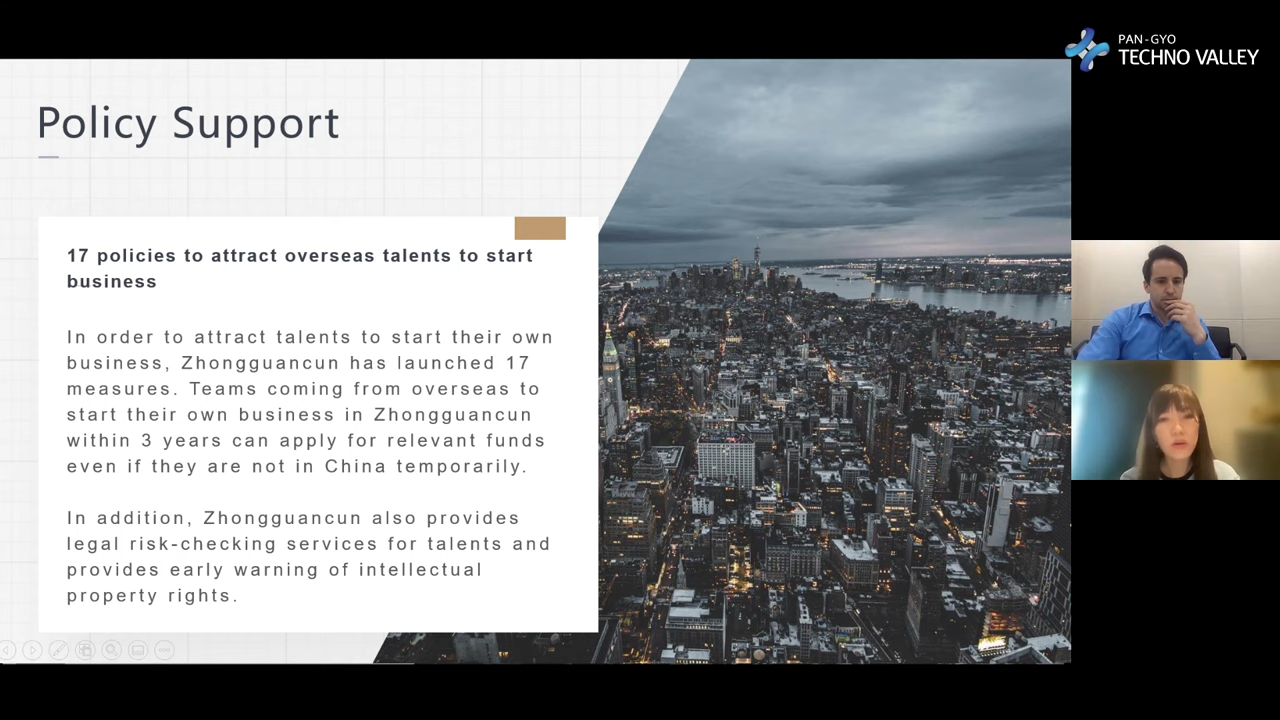 PAN-GYO
TECHNO VALLEY
Policy Support
17 policies to attract overseas talents to start
business
In order to attract talents to start their own
business, Zhongguancun has launched 17
measures. Teams coming from overseas to
start their own business in Zhongguancun
within 3 years can apply for relevant funds
even if they are not in China temporarily.
In addition, Zhongguancun also provides
legal risk-checking services for talents and
provides early warning of intellectual
property rights.